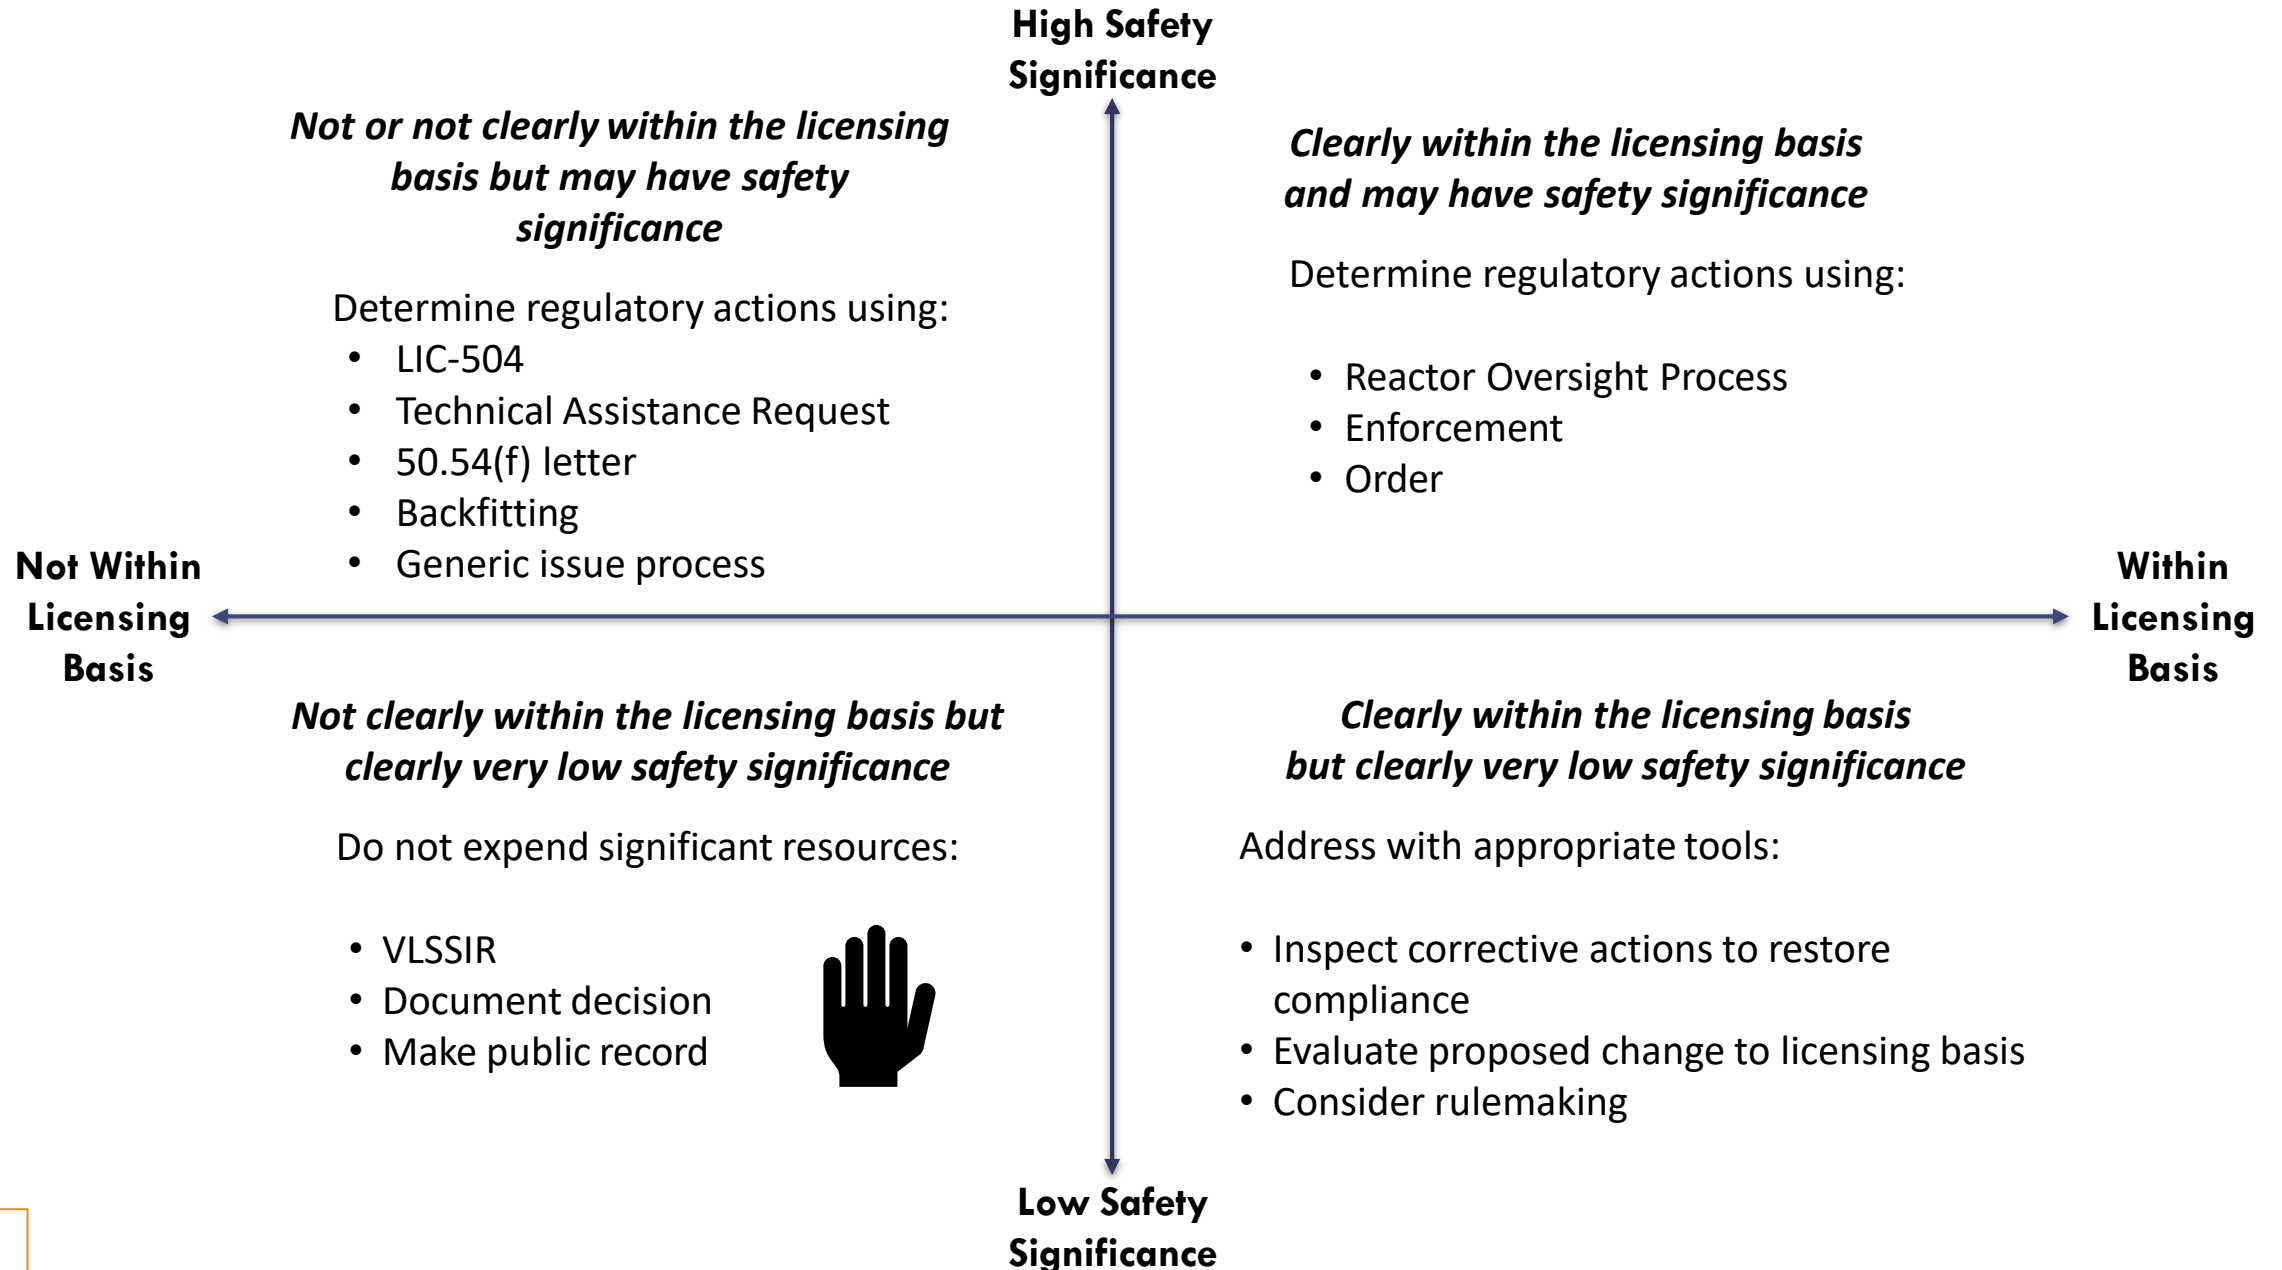 High Safety
Significance
Not or not clearly within the licensing
basis but may have safety
significance
Determine regulatory actions using:
• LIC-504
• Technical Assistance Request
• 50.54(f) letter
• Backfitting
• Generic issue process
Clearly within the licensing basis
and may have safety significance
Determine regulatory actions using:
• Reactor Oversight Process
• Enforcement
• Order
Not Within
Licensing
Basis
Within
Licensing
Basis
Not clearly within the licensing basis but
clearly very low safety significance
Do not expend significant resources:
• VLSSIR
• Document decision
• Make public record
Clearly within the licensing basis
but clearly very low safety significance
Address with appropriate tools:
• Inspect corrective actions to restore
compliance
• Evaluate proposed change to licensing basis
• Consider rulemaking
Low Safety
Significance